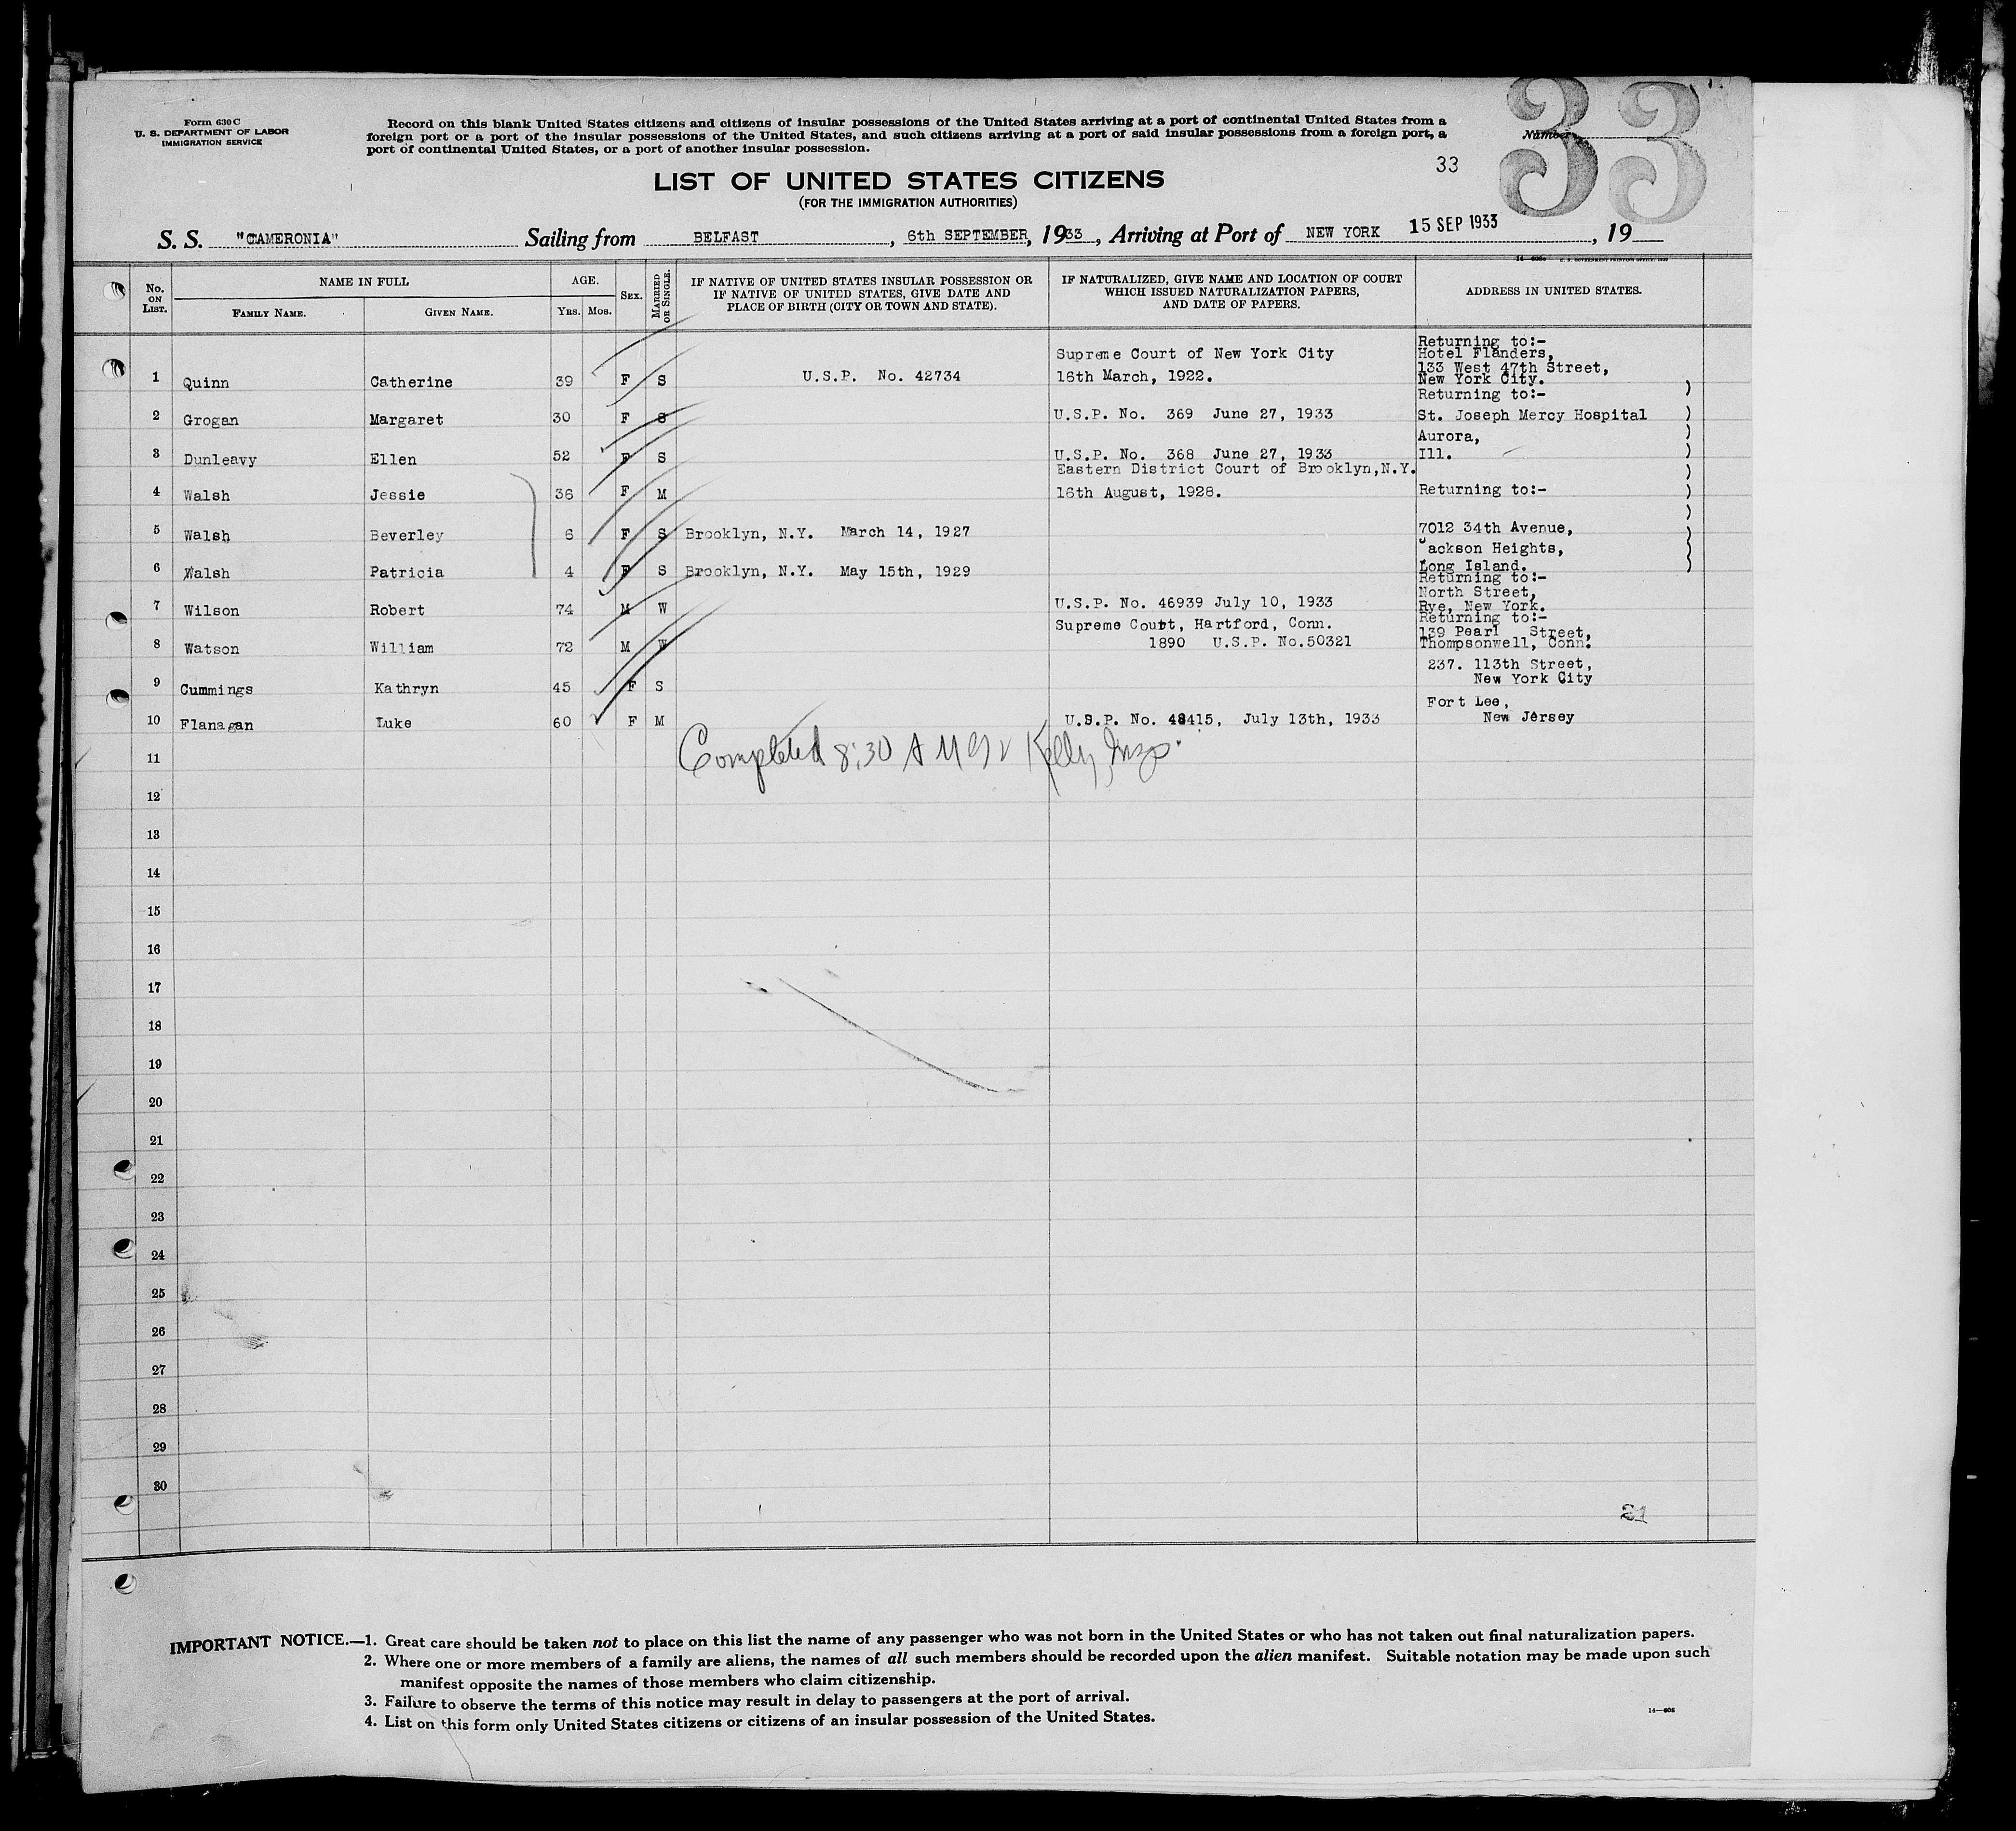 Form 630 C
U. S. DEPARTMENT OF LABOR
IMMIGRATION SERVICE
Record on this blank United States citizens and citizens of insular possessions of the United States arriving at a port of continental United States from a
foreign port or a port of the insular possessions of the United States, and such citizens arriving at a port of said insular possessions from a foreign port, a
port of continental United States, or a port of another insular possession.
Number
33
33
LIST OF UNITED STATES CITIZENS
(FOR THE IMMIGRATION AUTHORITIES)
S. S. "CAMERONIA" Sailing from BELFAST, 6th SEPTEMBER, 1933, Arriving at Port of NEW YORK 15 SEP 1933, 19
No. ON LIST. NAME IN FULL AGE. SEX. MARRIED OR SINGLE. IF NATIVE OF UNITED STATES INSULAR POSSESSION OR IF NATIVE OF UNITED STATES, GIVE DATE AND PLACE OF BIRTH (CITY OR TOWN AND STATE). IF NATURALIZED, GIVE NAME AND LOCATION OF COURT WHICH ISSUED NATURALIZATION PAPERS, AND DATE OF PAPERS. ADDRESS IN UNITED STATES.
FAMILY NAME. GIVEN NAME. YRS. MOS.
1 Quinn Catherine 39 F S U.S.P. No. 42734 Supreme Court of New York City 16th March, 1922. Returning to:- Hotel Flanders, 133 West 47th Street, New York City.
2 Grogan Margaret 30 F S U.S.P. No. 369 June 27, 1933 Returning to:- St. Joseph Mercy Hospital
3 Dunleavy Ellen 52 F S U.S.P. No. 368 June 27, 1933 Aurora, Ill.
4 Walsh Jessie 36 F M Eastern District Court of Brooklyn,N.Y. 16th August, 1928. Returning to:-
5 Walsh Beverley 6 F S Brooklyn, N.Y. March 14, 1927 7012 34th Avenue,
Jackson Heights,
6 Walsh Patricia 4 F S Brooklyn, N.Y. May 15th, 1929 Long Island.
7 Wilson Robert 74 M W U.S.P. No. 46939 July 10, 1933 Returning to:- North Street, Rye, New York.
8 Watson William 72 M W Supreme Court, Hartford, Conn. 1890 U.S.P. No.50321 Returning to:- 139 Pearl Street, Thompsonwell, Conn.
9 Cummings Kathryn 45 F S 237. 113th Street, New York City
10 Flanagan Luke 60 F M U.S.P. No. 48415, July 13th, 1933 Fort Lee, New Jersey
Completed 8:30 A M Kelly, Insp.
11
12
13
14
15
16
17
18
19
20
21
22
23
24
25
26
27
28
29
30
21
IMPORTANT NOTICE.—1. Great care should be taken not to place on this list the name of any passenger who was not born in the United States or who has not taken out final naturalization papers.
2. Where one or more members of a family are aliens, the names of all such members should be recorded upon the alien manifest. Suitable notation may be made upon such
manifest opposite the names of those members who claim citizenship.
3. Failure to observe the terms of this notice may result in delay to passengers at the port of arrival.
4. List on this form only United States citizens or citizens of an insular possession of the United States.